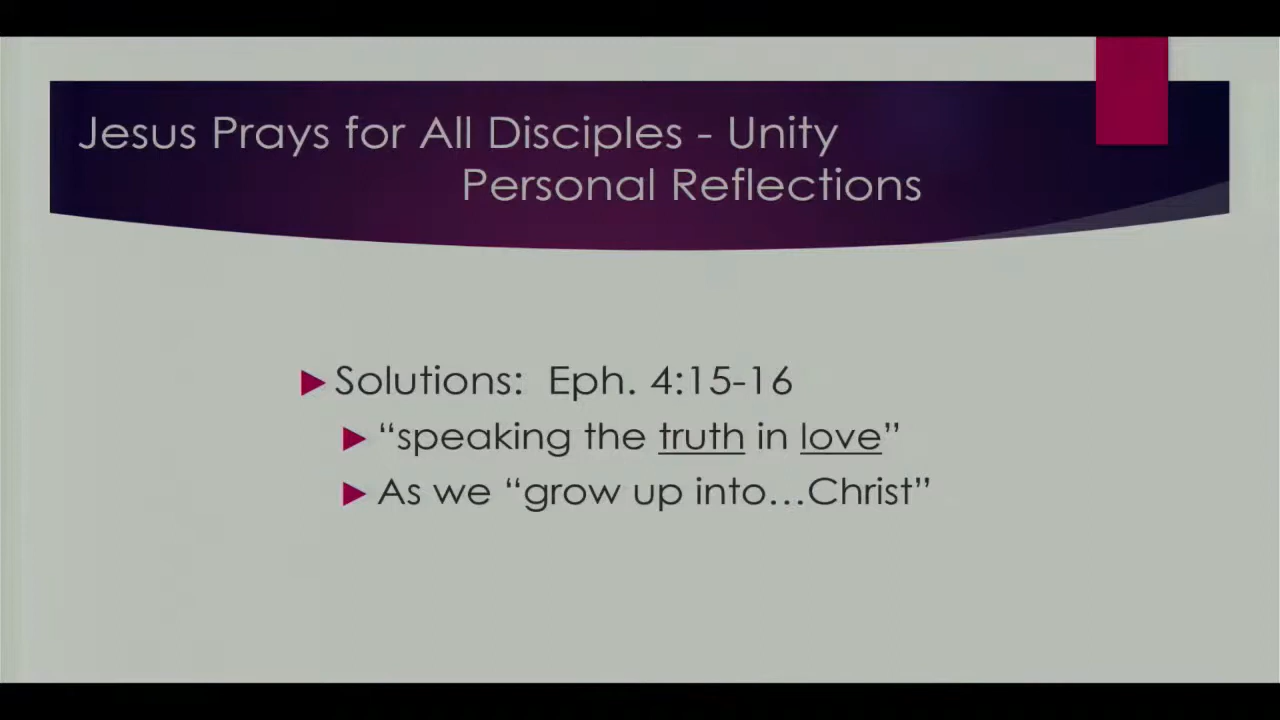 Jesus Prays for All Disciples - Unity
Personal Reflections
Solutions: Eph. 4:15-16
“speaking the truth in love”
As we “grow up into…Christ”